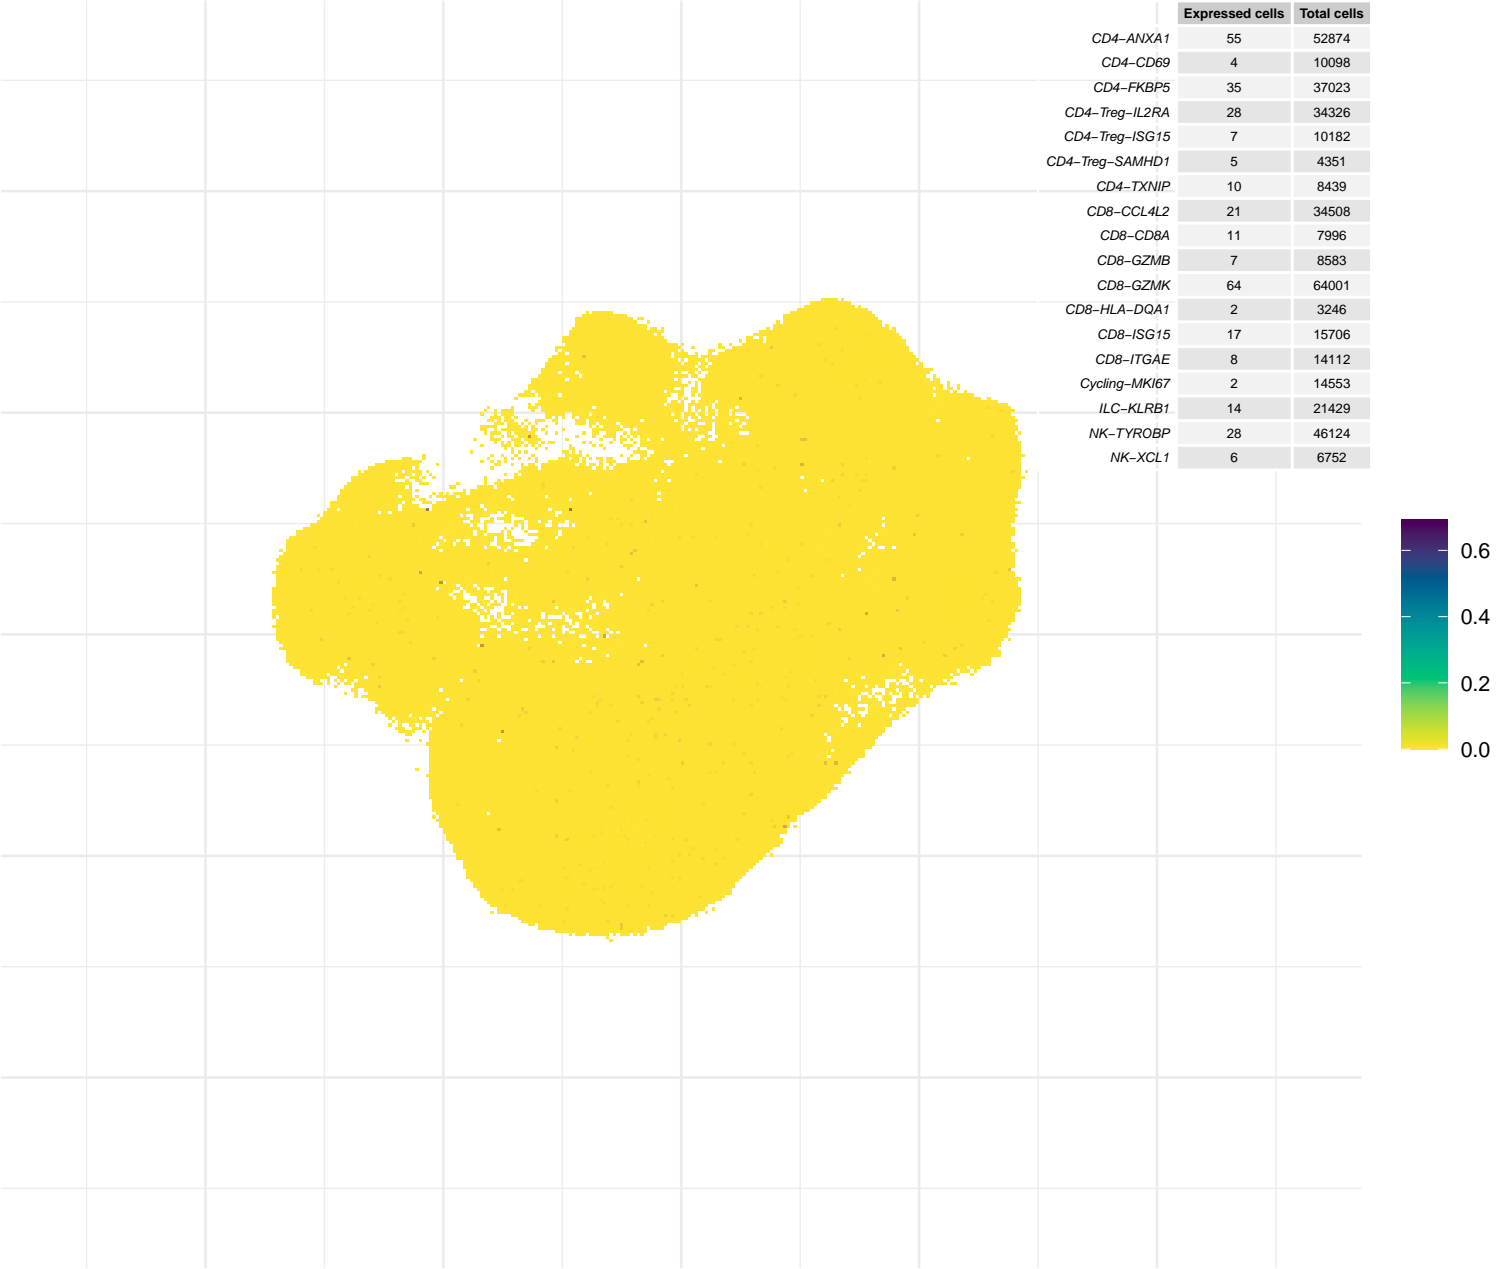 Expressed cells Total cells
CD4−ANXA1 55 52874
CD4−CD69 4 10098
CD4−FKBP5 35 37023
CD4−Treg−IL2RA 28 34326
CD4−Treg−ISG15 7 10182
CD4−Treg−SAMHD1 5 4351
CD4−TXNIP 10 8439
CD8−CCL4L2 21 34508
CD8−CD8A 11 7996
CD8−GZMB 7 8583
CD8−GZMK 64 64001
CD8−HLA−DQA1 2 3246
CD8−ISG15 17 15706
CD8−ITGAE 8 14112
Cycling−MKI67 2 14553
ILC−KLRB1 14 21429
NK−TYROBP 28 46124
NK−XCL1 6 6752
0.6
0.4
0.2
0.0